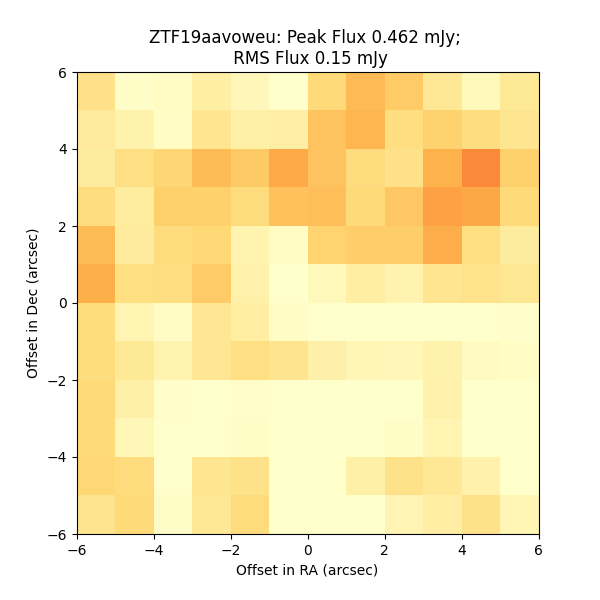 ZTF19aavoweu: Peak Flux 0.462 mJy;
RMS Flux 0.15 mJy
6
4
2
0
−2
−4
−6
Offset in Dec (arcsec)
−6 −4 −2 0 2 4 6
Offset in RA (arcsec)